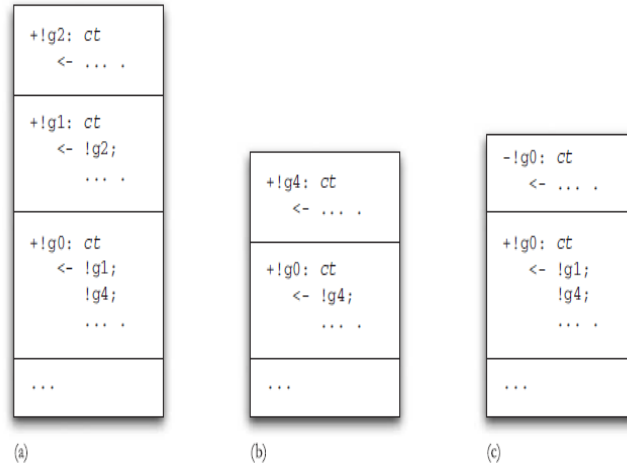 +!g2: ct
<- ... .
+!g1: ct
<- !g2;
... .
+!g0: ct
<- !g1;
!g4;
... .
...
(a)
+!g4: ct
<- ... .
+!g0: ct
<- !g4;
... .
...
(b)
-!g0: ct
<- ... .
+!g0: ct
<- !g1;
!g4;
... .
...
(c)